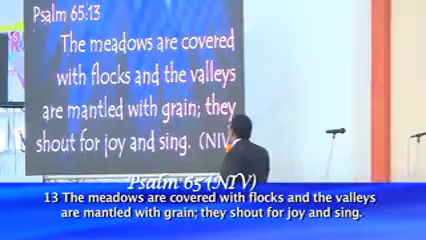 Psalm 65:13
The meadows are covered
with flocks and the valleys
are mantled with grain; they
shout for joy and sing. (NIV
Psalm 65 (NIV)
13 The meadows are covered with flocks and the valleys
are mantled with grain; they shout for joy and sing.